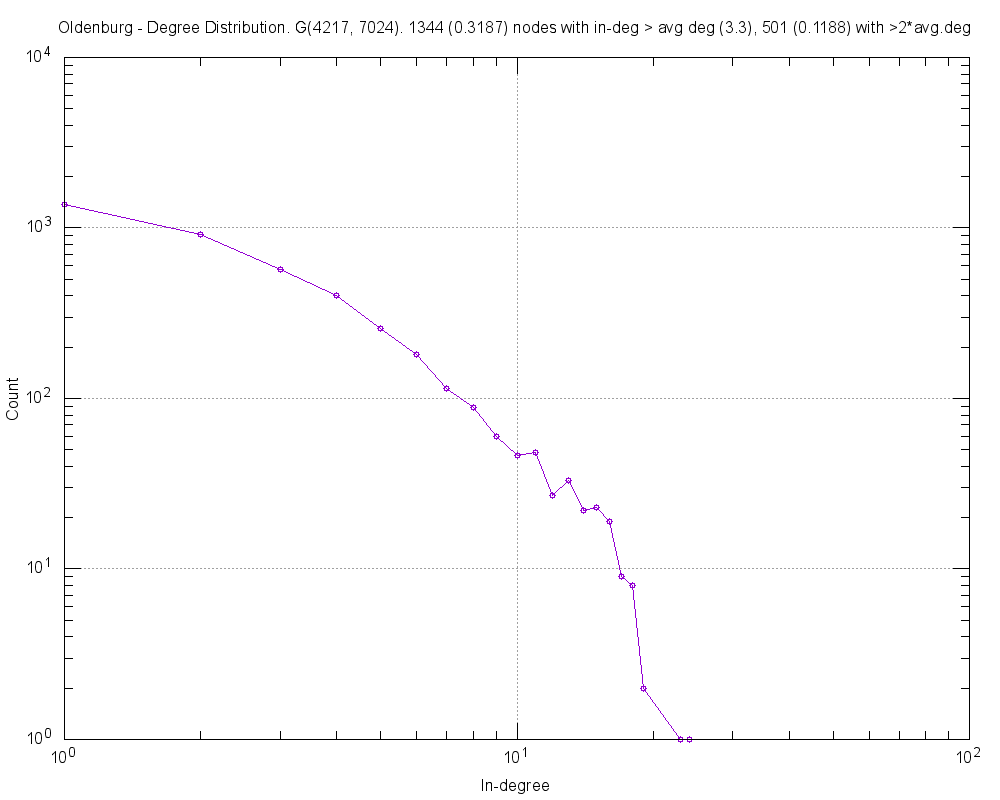 Oldenburg - Degree Distribution. G(4217, 7024). 1344 (0.3187) nodes with in-deg > avg deg (3.3), 501 (0.1188) with >2*avg.deg
10^4
10^3
10^2
10^1
10^0
Count
10^0 10^1 10^2
In-degree